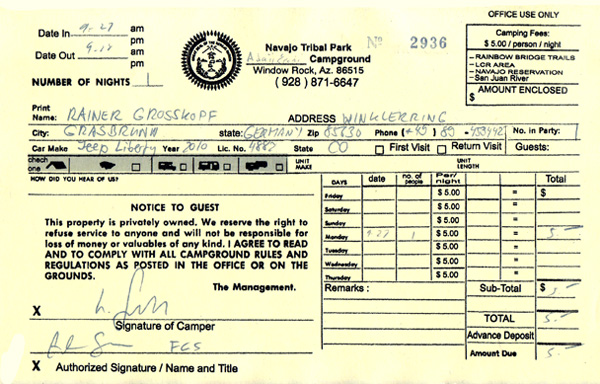 OFFICE USE ONLY
Date In 9-27 am pm
Date Out am pm
NUMBER OF NIGHTS 1
Navajo Tribal Park
Campground
Window Rock, Az. 86515
( 928 ) 871-6647
Nº 2936
Camping Fees:
$ 5.00 / person / night
RAINBOW BRIDGE TRAILS
LCR AREA
NAVAJO RESERVATION
San Juan River
AMOUNT ENCLOSED
$
Print Name: RAINER GROSSKOPF ADDRESS WINKLERRING
City: GRASBRUNN state: GERMANY Zip 85630 Phone (+49) 89 - No. in Party: 1
Car Make Jeep Liberty Year 2010 Lic. No. State CO First Visit Return Visit Guests:
check one UNIT MAKE UNIT LENGTH
HOW DID YOU HEAR OF US?
NOTICE TO GUEST
This property is privately owned. We reserve the right to
refuse service to anyone and will not be responsible for
loss of money or valuables of any kind. I AGREE TO READ
AND TO COMPLY WITH ALL CAMPGROUND RULES AND
REGULATIONS AS POSTED IN THE OFFICE OR ON THE
GROUNDS.
The Management.
X
Signature of Camper
FCS
X Authorized Signature / Name and Title
DAYS date no. of people Per/night Total
Friday $ 5.00 = $
Saturday $ 5.00 =
Sunday $ 5.00 =
Monday 9-27 1 $ 5.00 = 5.-
Tuesday $ 5.00 =
Wednesday $ 5.00 =
Thursday $ 5.00 =
Remarks : Sub-Total $ 5.-
TOTAL 5.-
Advance Deposit
Amount Due 5.-